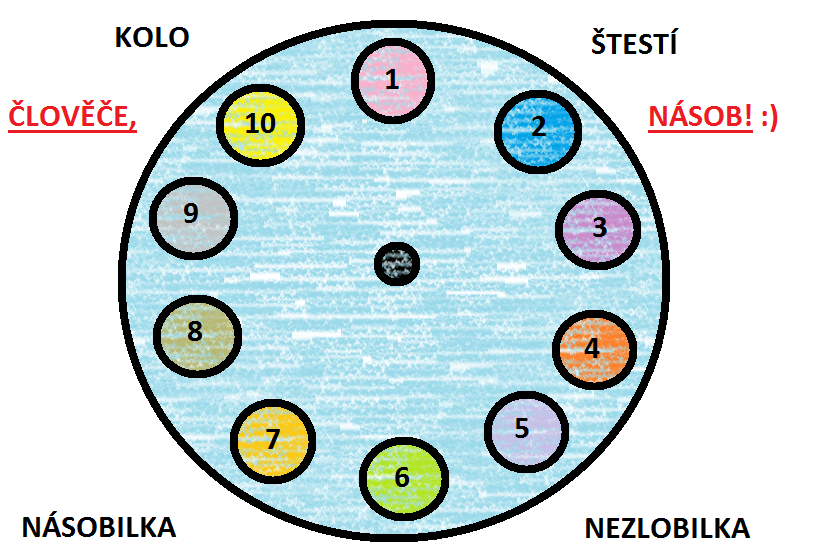 KOLO
ŠTESTÍ
ČLOVĚČE,
NÁSOB! :)
1
2
3
4
5
6
7
8
9
10
NÁSOBILKA
NEZLOBILKA